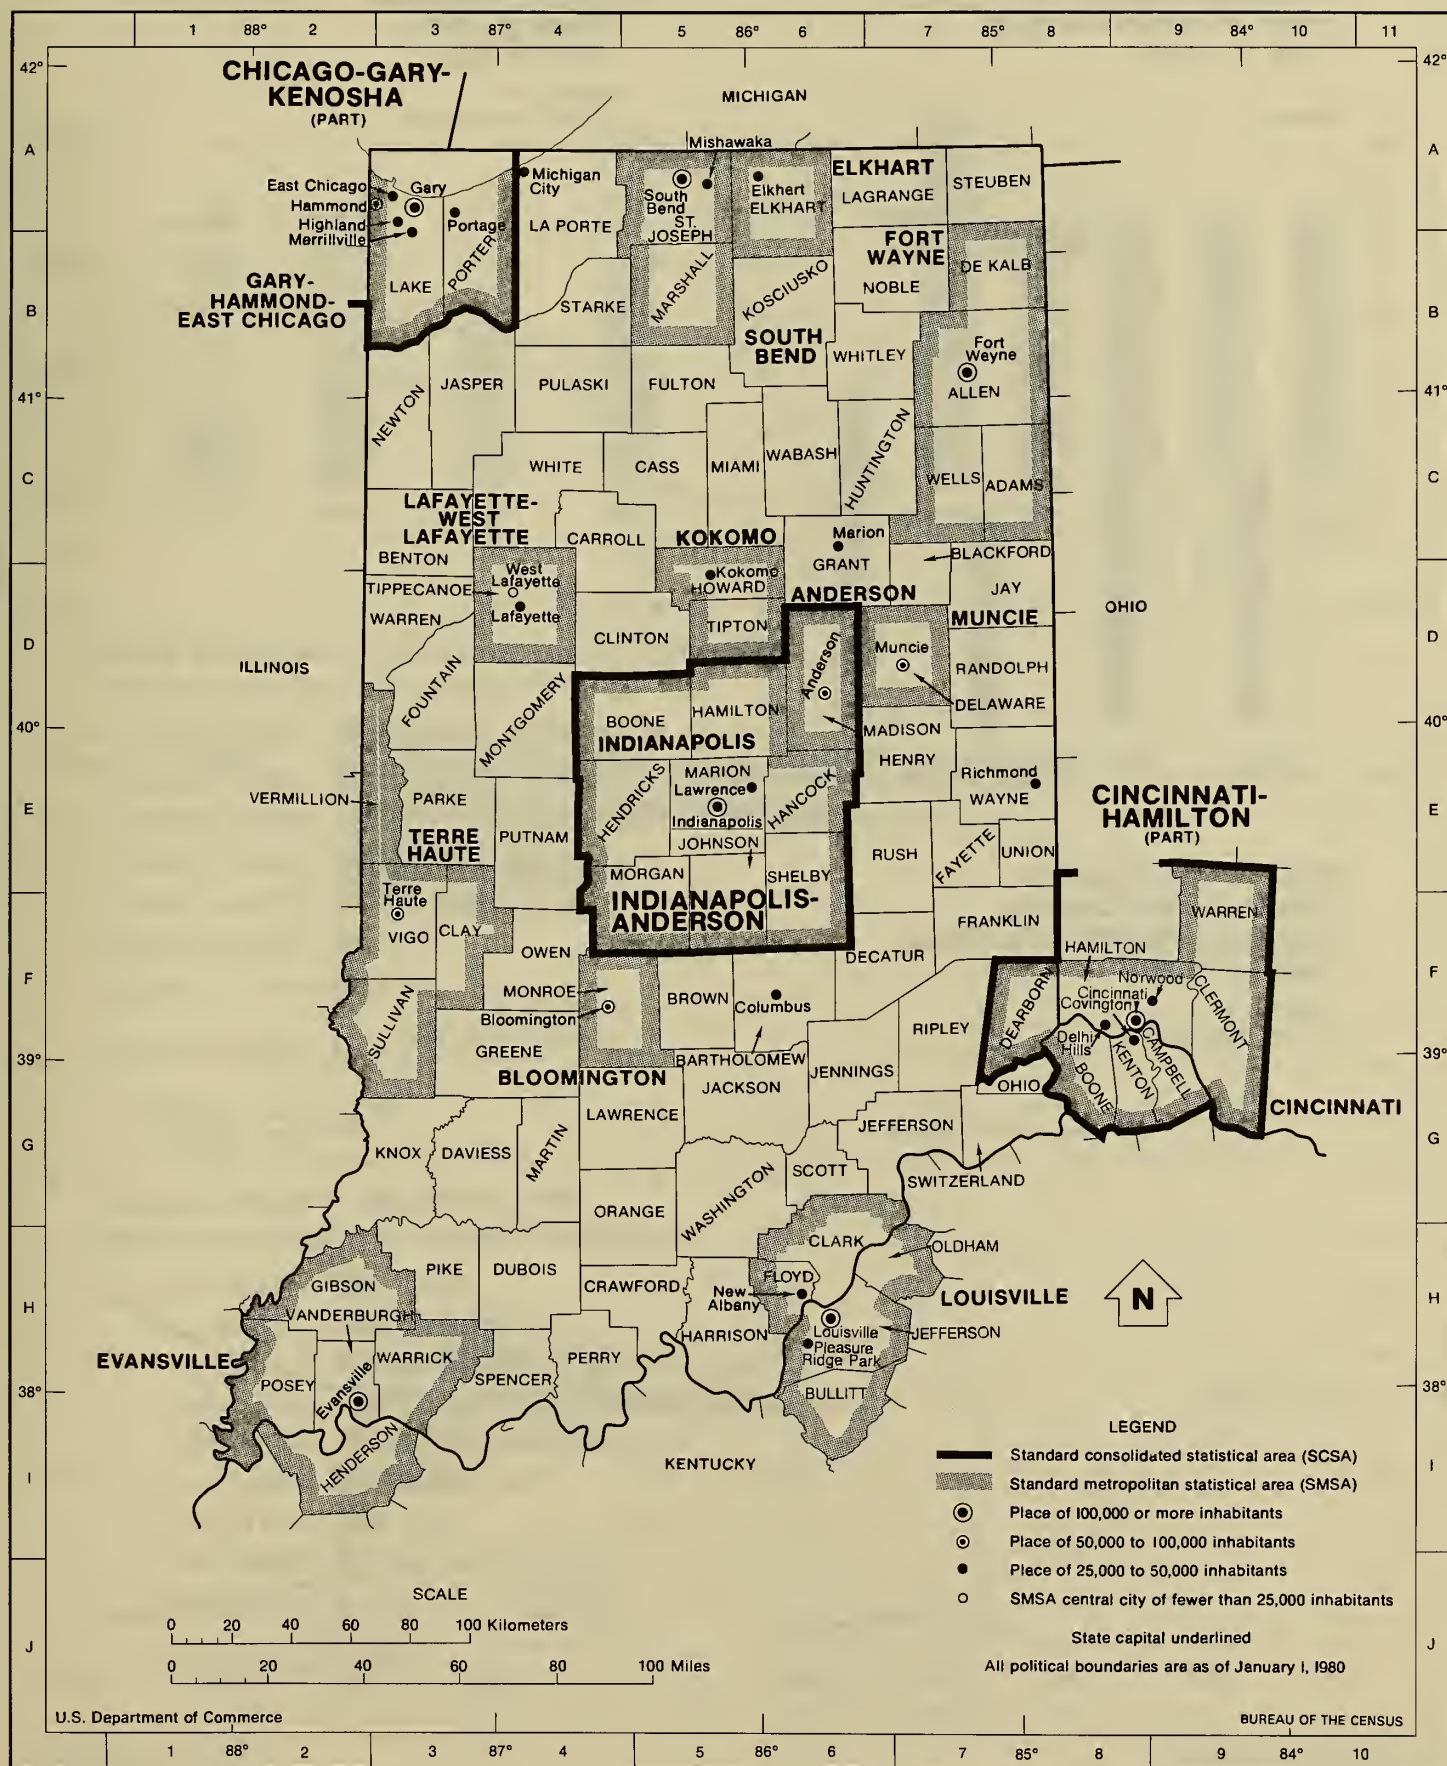 1 88° 2 3 87° 4 5 86° 6 7 85° 8 9 84° 10 11
42° 42°
CHICAGO-GARY-
KENOSHA
(PART)
MICHIGAN
A A
Mishawaka
ELKHART
East Chicago
Hammond
Highland
Merrillville
Gary
Portage
Michigan
City
LA PORTE
South
Bend
ST.
JOSEPH
Elkhert
ELKHART
LAGRANGE
STEUBEN
GARY-
HAMMOND-
EAST CHICAGO
LAKE
PORTER
STARKE
MARSHALL
KOSCIUSKO
FORT
WAYNE
NOBLE
DE KALB
B B
SOUTH
BEND
WHITLEY
Fort
Wayne
ALLEN
41° 41°
NEWTON
JASPER
PULASKI
FULTON
WHITE
CASS
MIAMI
WABASH
HUNTINGTON
WELLS
ADAMS
C C
LAFAYETTE-
WEST
LAFAYETTE
BENTON
CARROLL
KOKOMO
Marion
GRANT
BLACKFORD
JAY
TIPPECANOE
WARREN
West
Lafayette
Lafayette
Kokomo
HOWARD
TIPTON
CLINTON
ANDERSON
MUNCIE
OHIO
D D
ILLINOIS
FOUNTAIN
MONTGOMERY
BOONE
HAMILTON
Anderson
Muncie
RANDOLPH
DELAWARE
MADISON
HENRY
40° 40°
INDIANAPOLIS
VERMILLION
PARKE
TERRE
HAUTE
PUTNAM
HENDRICKS
MARION
Lawrence
Indianapolis
HANCOCK
JOHNSON
MORGAN
SHELBY
Richmond
WAYNE
RUSH
FAYETTE
UNION
E E
CINCINNATI-
HAMILTON
(PART)
INDIANAPOLIS-
ANDERSON
Terre
Haute
VIGO
CLAY
OWEN
DECATUR
FRANKLIN
WARREN
HAMILTON
F F
MONROE
Bloomington
BROWN
Columbus
SULLIVAN
GREENE
BARTHOLOMEW
JACKSON
JENNINGS
RIPLEY
DEARBORN
Norwood
Cincinnati
Covington
Delhi
Hills
CLERMONT
BOONE
KENTON
CAMPBELL
OHIO
39° 39°
BLOOMINGTON
CINCINNATI
LAWRENCE
JEFFERSON
G G
KNOX
DAVIESS
MARTIN
WASHINGTON
SCOTT
SWITZERLAND
ORANGE
CLARK
OLDHAM
GIBSON
PIKE
DUBOIS
CRAWFORD
FLOYD
New
Albany
HARRISON
LOUISVILLE
N
H H
VANDERBURGH
Louisville
Pleasure
Ridge Park
JEFFERSON
BULLITT
EVANSVILLE
POSEY
Evansville
WARRICK
SPENCER
PERRY
38° 38°
HENDERSON
KENTUCKY
I I
LEGEND
Standard consolidated statistical area (SCSA)
Standard metropolitan statistical area (SMSA)
Place of 100,000 or more inhabitants
Place of 50,000 to 100,000 inhabitants
Place of 25,000 to 50,000 inhabitants
SMSA central city of fewer than 25,000 inhabitants
State capital underlined
All political boundaries are as of January 1, 1980
SCALE
0 20 40 60 80 100 Kilometers
0 20 40 60 80 100 Miles
J J
U.S. Department of Commerce
BUREAU OF THE CENSUS
1 88° 2 3 87° 4 5 86° 6 7 85° 8 9 84° 10